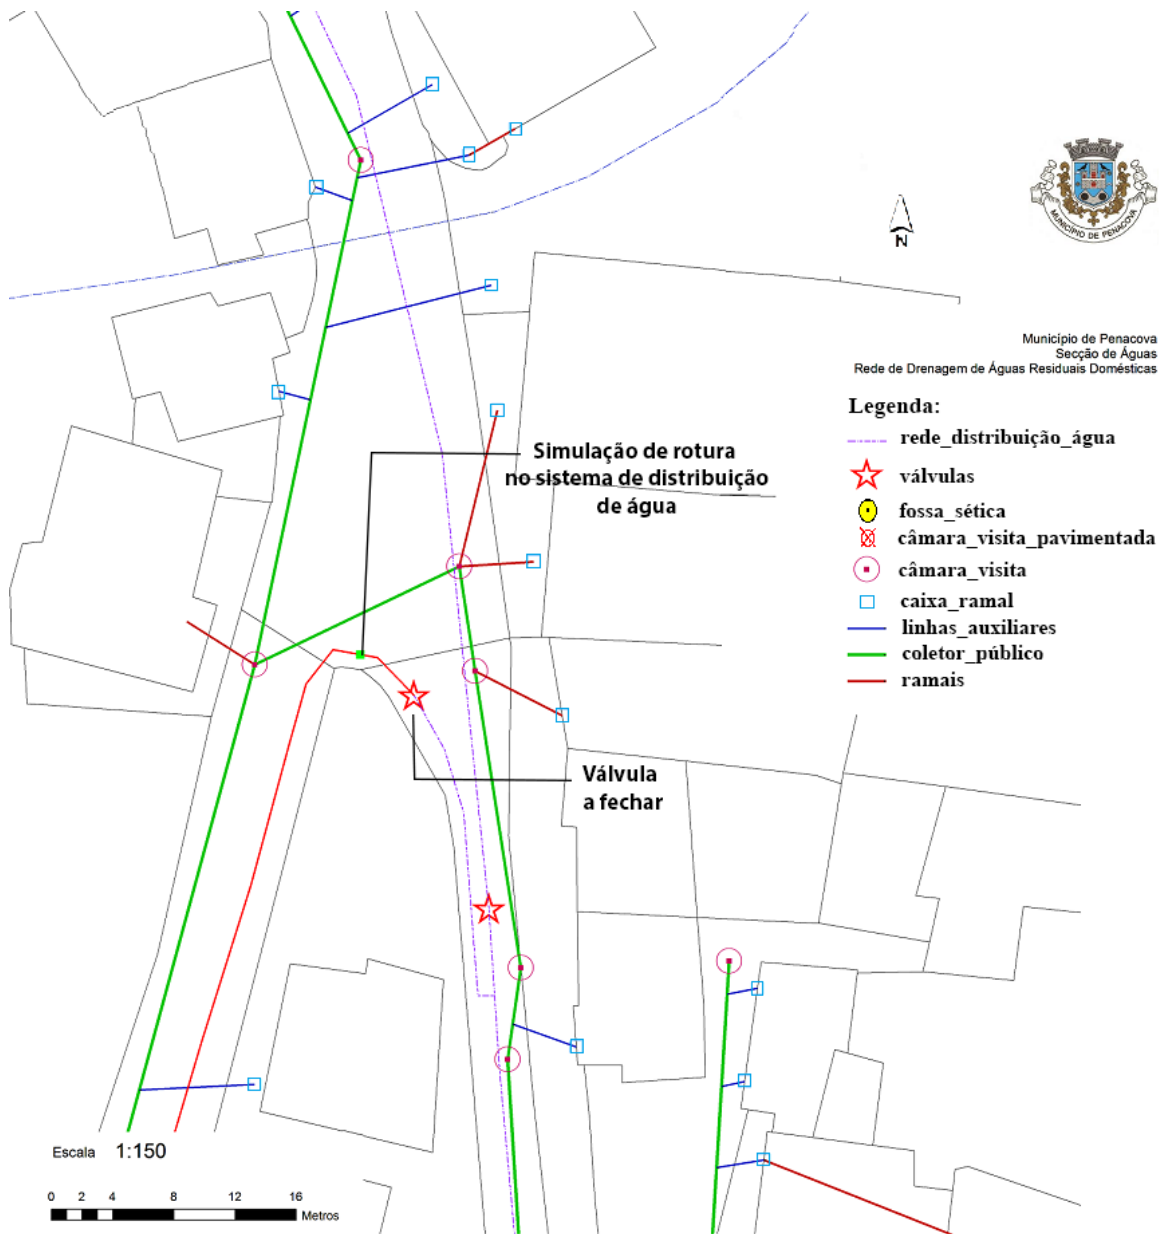 MUNICÍPIO DE PENACOVA
N
Município de Penacova
Secção de Águas
Rede de Drenagem de Águas Residuais Domésticas
Legenda:
rede_distribuição_água
válvulas
fossa_sética
câmara_visita_pavimentada
câmara_visita
caixa_ramal
linhas_auxiliares
coletor_público
ramais
Simulação de rotura
no sistema de distribuição
de água
Válvula
a fechar
Escala 1:150
0 2 4 8 12 16
Metros